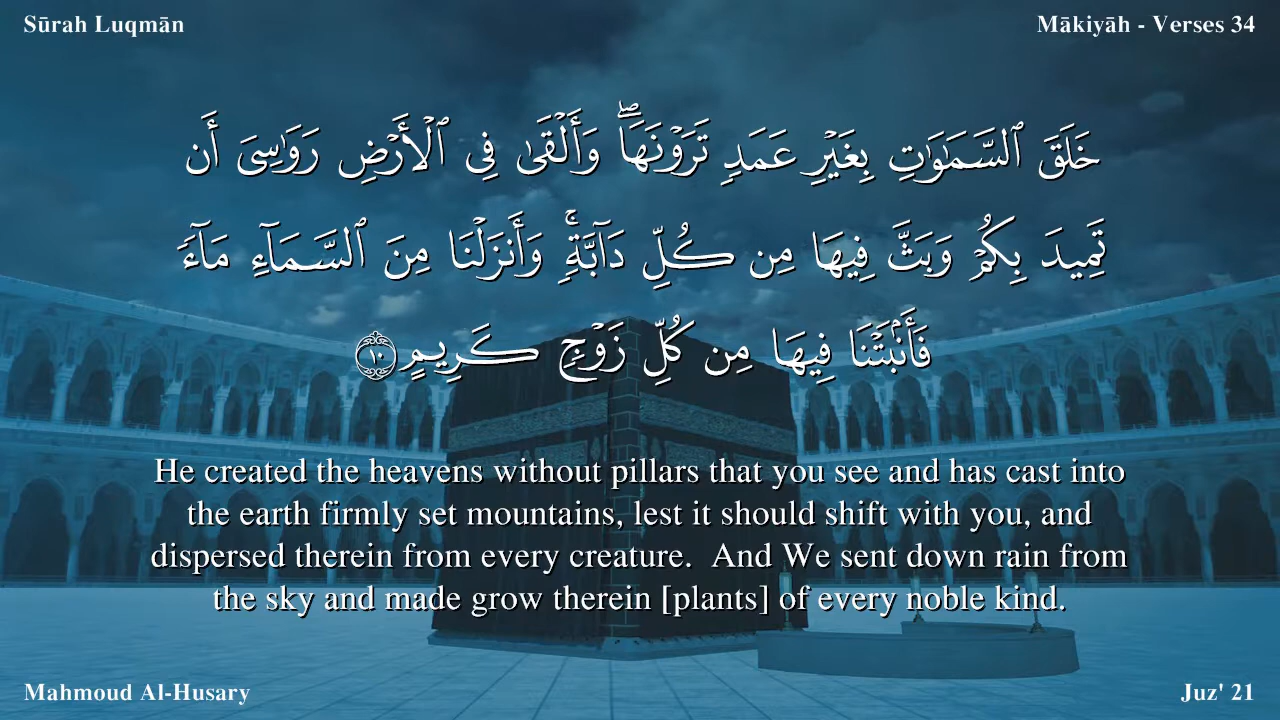 Sūrah Luqmān
Mākiyāh - Verses 34
خَلَقَ ٱلسَّمَٰوَٰتِ بِغَيْرِ عَمَدٍ تَرَوْنَهَا ۖ وَأَلْقَىٰ فِى ٱلْأَرْضِ رَوَٰسِىَ أَن
تَمِيدَ بِكُمْ وَبَثَّ فِيهَا مِن كُلِّ دَآبَّةٍ ۚ وَأَنزَلْنَا مِنَ ٱلسَّمَآءِ مَآءً
فَأَنۢبَتْنَا فِيهَا مِن كُلِّ زَوْجٍ كَرِيمٍ ١٠
He created the heavens without pillars that you see and has cast into
the earth firmly set mountains, lest it should shift with you, and
dispersed therein from every creature.  And We sent down rain from
the sky and made grow therein [plants] of every noble kind.
Mahmoud Al-Husary
Juz' 21